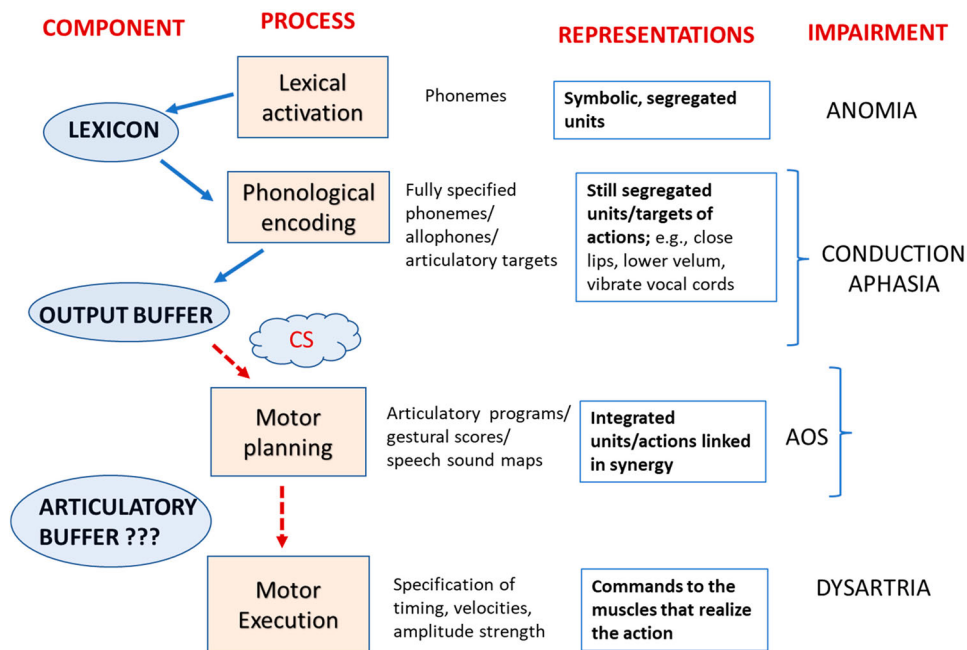 COMPONENT
PROCESS
REPRESENTATIONS
IMPAIRMENT
Lexical
activation
Phonemes
Symbolic, segregated
units
ANOMIA
LEXICON
Phonological
encoding
Fully specified
phonemes/
allophones/
articulatory targets
Still segregated
units/targets of
actions; e.g., close
lips, lower velum,
vibrate vocal cords
CONDUCTION
APHASIA
OUTPUT BUFFER
CS
Motor
planning
Articulatory programs/
gestural scores/
speech sound maps
Integrated
units/actions linked
in synergy
AOS
ARTICULATORY
BUFFER ???
Motor
Execution
Specification of
timing, velocities,
amplitude strength
Commands to the
muscles that realize
the action
DYSARTRIA